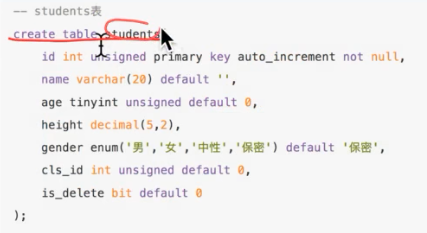 -- students表
create table students
id int unsigned primary key auto_increment not null,
name varchar(20) default '',
age tinyint unsigned default 0,
height decimal(5,2),
gender enum('男','女','中性','保密') default '保密',
cls_id int unsigned default 0,
is_delete bit default 0
);